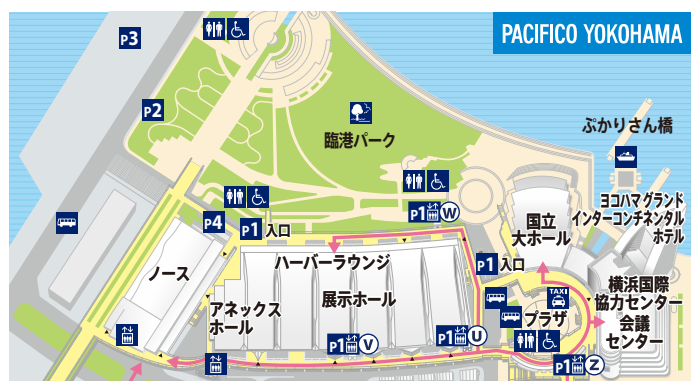 PACIFICO YOKOHAMA
P3
P2
臨港パーク
ぷかりさん橋
ヨコハマ グランド
インターコンチネンタル
ホテル
P4
P1 入口
P1 W
国立
大ホール
ノース
ハーバーラウンジ
P1 入口
展示ホール
アネックス
ホール
TAXI
プラザ
横浜国際
協力センター
会議
センター
P1 V
P1 U
P1 Z